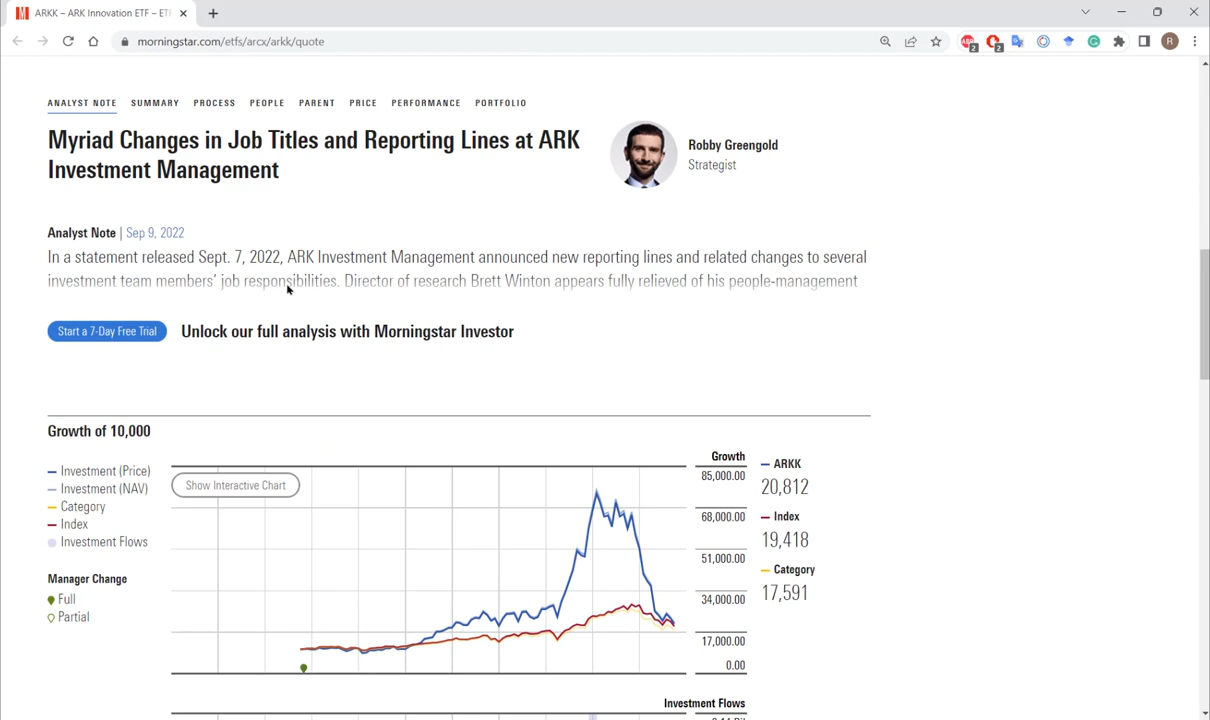 ARKK – ARK Innovation ETF – ET
morningstar.com/etfs/arcx/arkk/quote
2
2
R
ANALYST NOTE SUMMARY PROCESS PEOPLE PARENT PRICE PERFORMANCE PORTFOLIO
Myriad Changes in Job Titles and Reporting Lines at ARK
Investment Management
Robby Greengold
Strategist
Analyst Note | Sep 9, 2022
In a statement released Sept. 7, 2022, ARK Investment Management announced new reporting lines and related changes to several
investment team members’ job responsibilities. Director of research Brett Winton appears fully relieved of his people-management
Start a 7-Day Free Trial Unlock our full analysis with Morningstar Investor
Growth of 10,000
Investment (Price)
Investment (NAV)
Category
Index
Investment Flows
Manager Change
Full
Partial
Show Interactive Chart
Growth
85,000.00
68,000.00
51,000.00
34,000.00
17,000.00
0.00
ARKK
20,812
Index
19,418
Category
17,591
Investment Flows